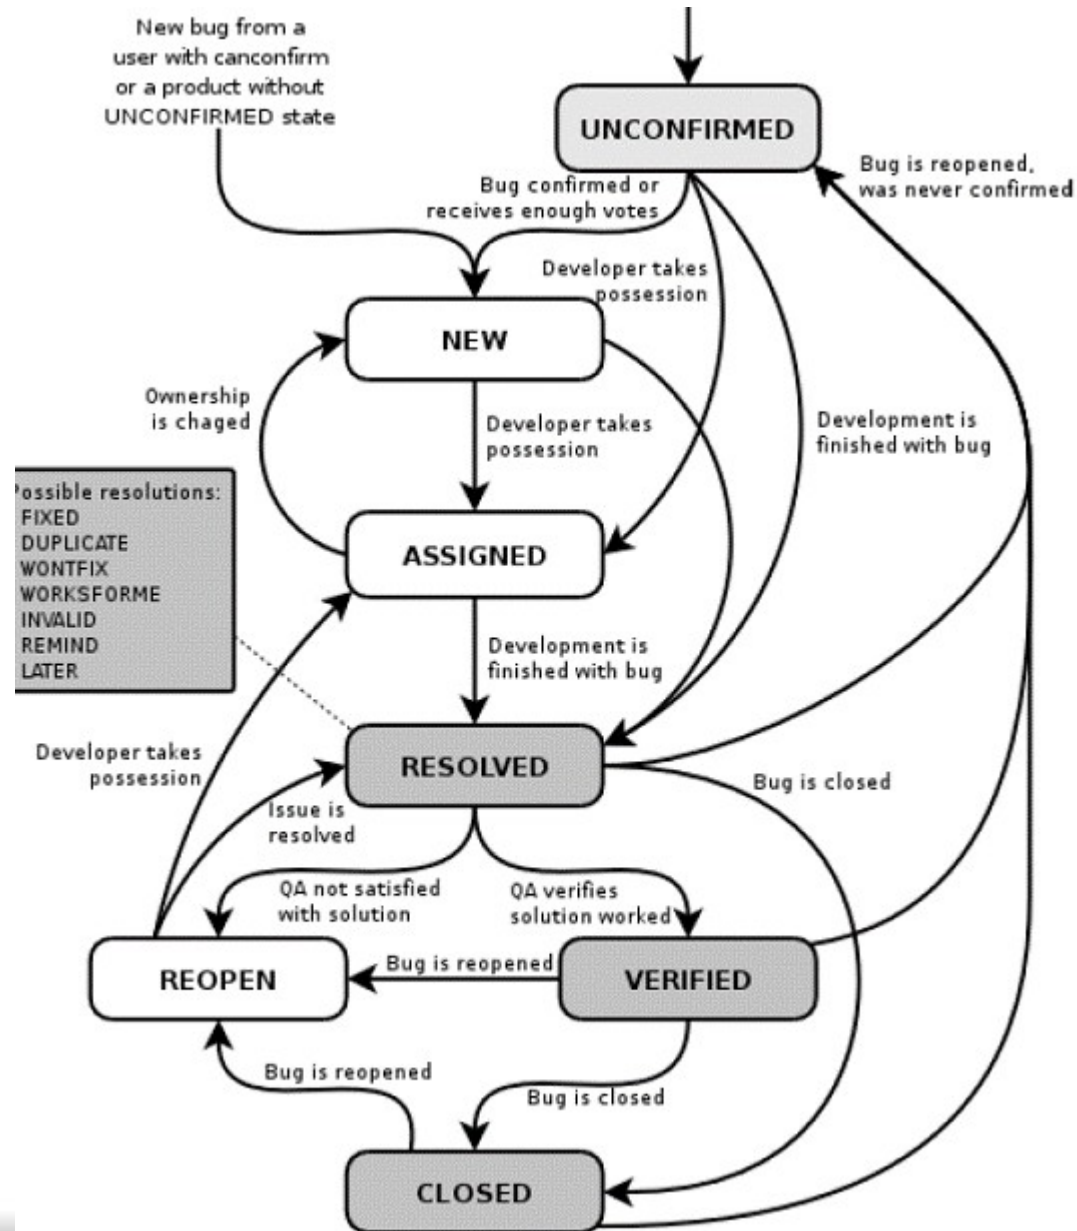 New bug from a
user with canconfirm
or a product without
UNCONFIRMED state
UNCONFIRMED
Bug is reopened,
was never confirmed
Bug confirmed or
receives enough votes
Developer takes
possession
NEW
Ownership
is chaged
Developer takes
possession
Development is
finished with bug
Possible resolutions:
FIXED
DUPLICATE
WONTFIX
WORKSFORME
INVALID
REMIND
LATER
ASSIGNED
Development is
finished with bug
Developer takes
possession
RESOLVED
Bug is closed
Issue is
resolved
QA not satisfied
with solution
QA verifies
solution worked
REOPEN
Bug is reopened
VERIFIED
Bug is reopened
Bug is closed
CLOSED